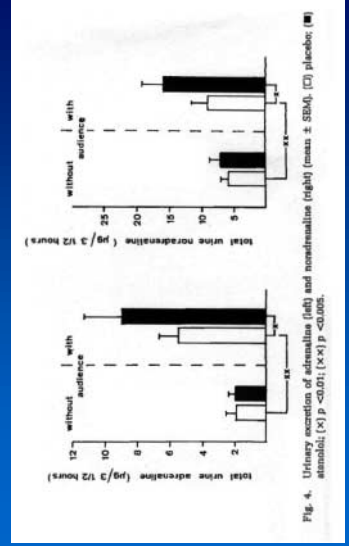 without
with
audience
total urine adrenaline (µg/3 1/2 hours)
12
10
8
6
4
2
xx
x
without
with
audience
total urine noradrenaline (µg/3 1/2 hours)
25
20
15
10
5
xx
x
Fig. 4. Urinary excretion of adrenaline (left) and noradrenaline (right) (mean ± SEM). (□) placebo; (■)
atenolol; (×) p <0.01; (××) p <0.005.